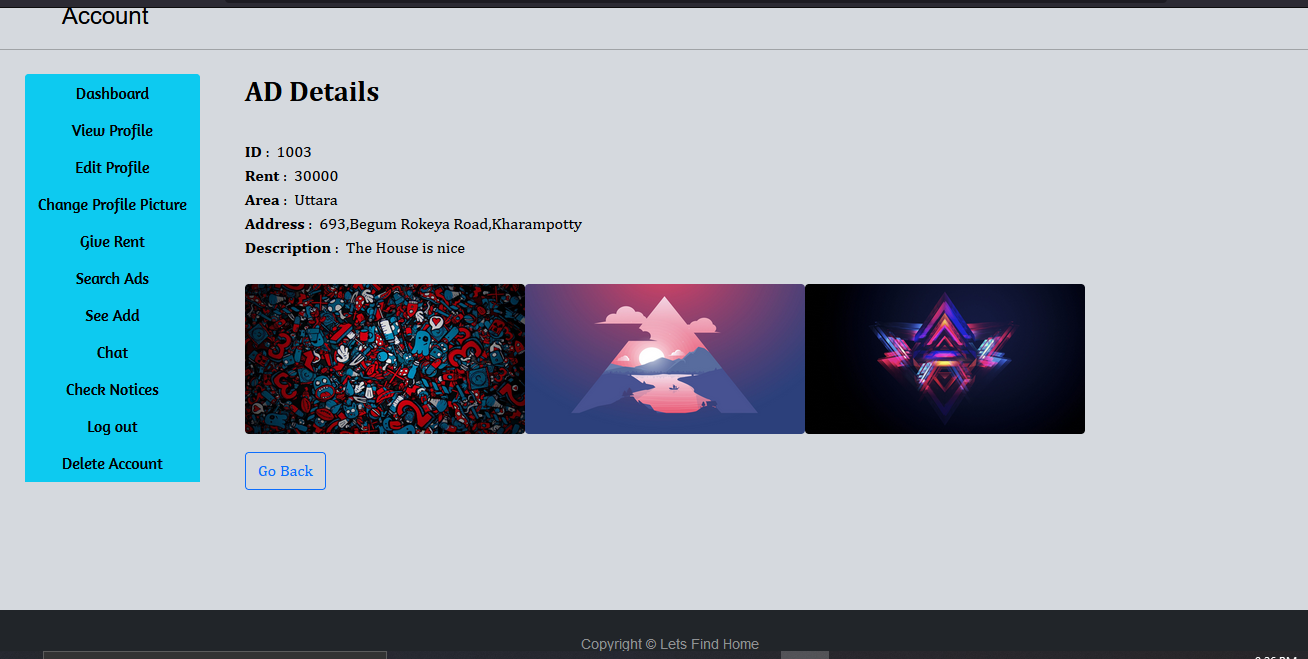 Account
Dashboard
View Profile
Edit Profile
Change Profile Picture
Give Rent
Search Ads
See Add
Chat
Check Notices
Log out
Delete Account
AD Details
ID : 1003
Rent : 30000
Area : Uttara
Address : 693,Begum Rokeya Road,Kharampotty
Description : The House is nice
Go Back
Copyright © Lets Find Home